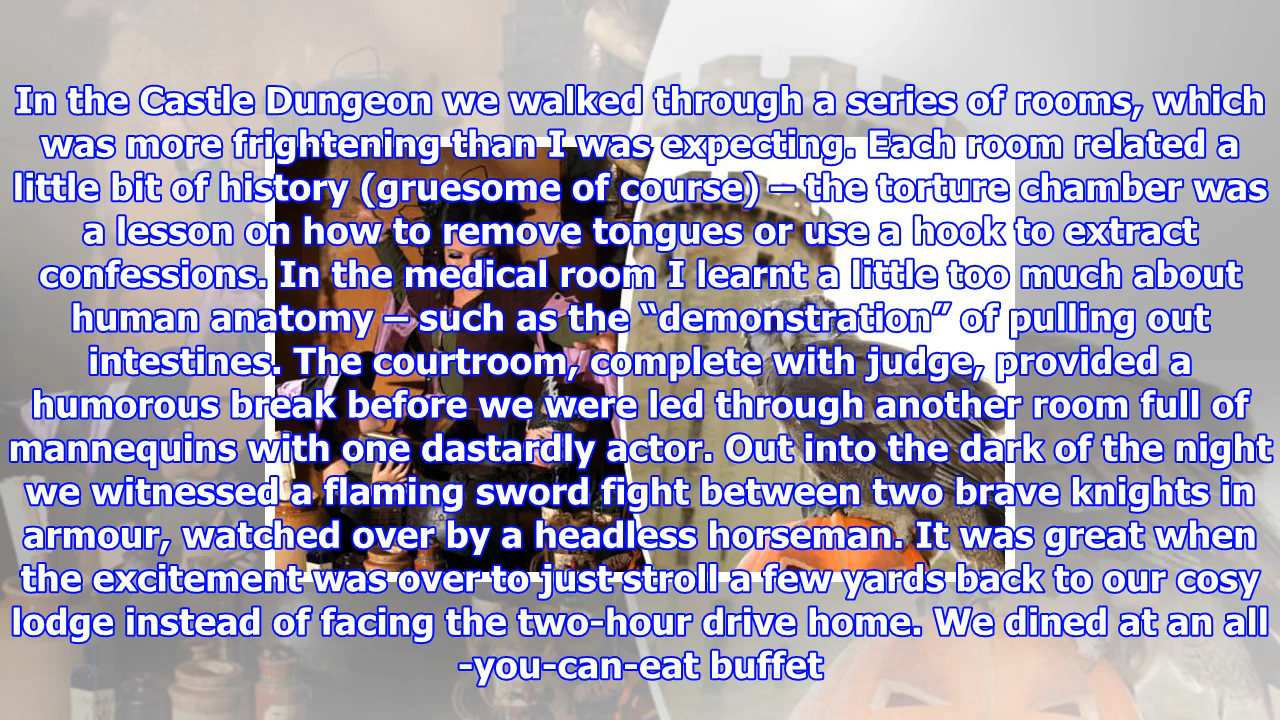 In the Castle Dungeon we walked through a series of rooms, which
was more frightening than I was expecting. Each room related a
little bit of history (gruesome of course) – the torture chamber was
a lesson on how to remove tongues or use a hook to extract
confessions. In the medical room I learnt a little too much about
human anatomy – such as the “demonstration” of pulling out
intestines. The courtroom, complete with judge, provided a
humorous break before we were led through another room full of
mannequins with one dastardly actor. Out into the dark of the night
we witnessed a flaming sword fight between two brave knights in
armour, watched over by a headless horseman. It was great when
the excitement was over to just stroll a few yards back to our cosy
lodge instead of facing the two-hour drive home. We dined at an all
-you-can-eat buffet